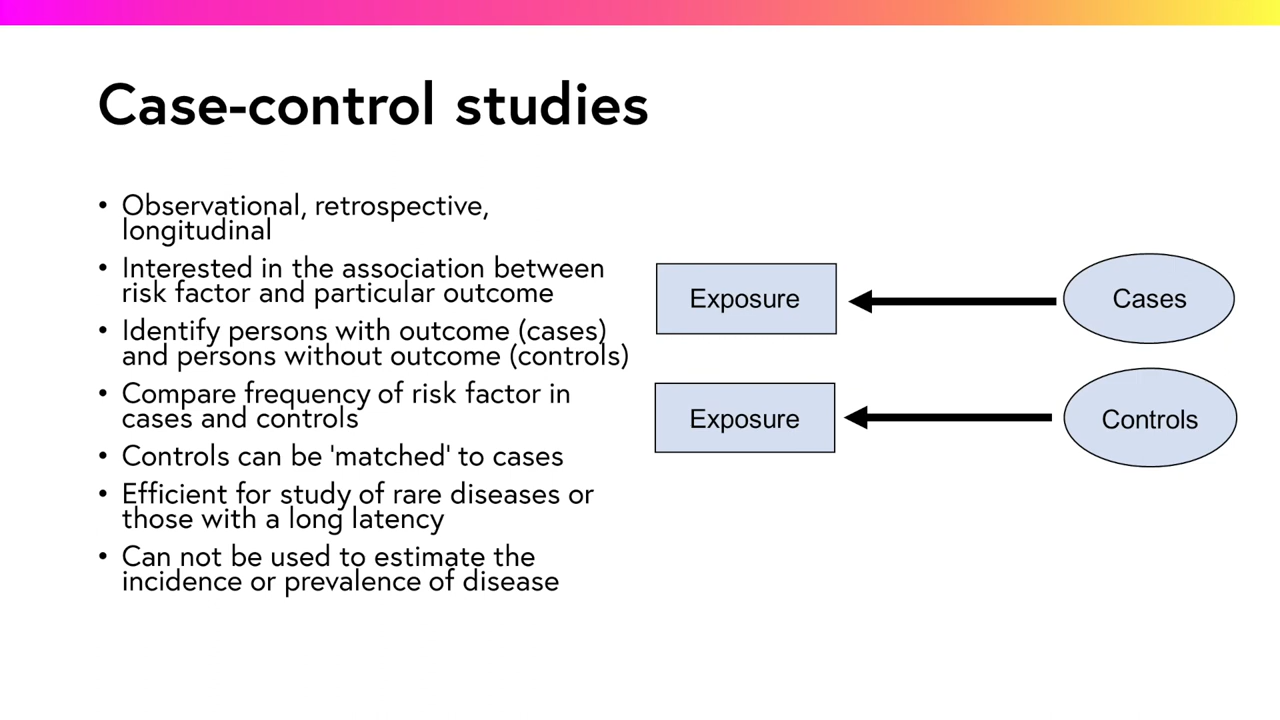 Case-control studies
• Observational, retrospective,
longitudinal
• Interested in the association between
risk factor and particular outcome
• Identify persons with outcome (cases)
and persons without outcome (controls)
• Compare frequency of risk factor in
cases and controls
• Controls can be 'matched' to cases
• Efficient for study of rare diseases or
those with a long latency
• Can not be used to estimate the
incidence or prevalence of disease
Exposure
Cases
Exposure
Controls